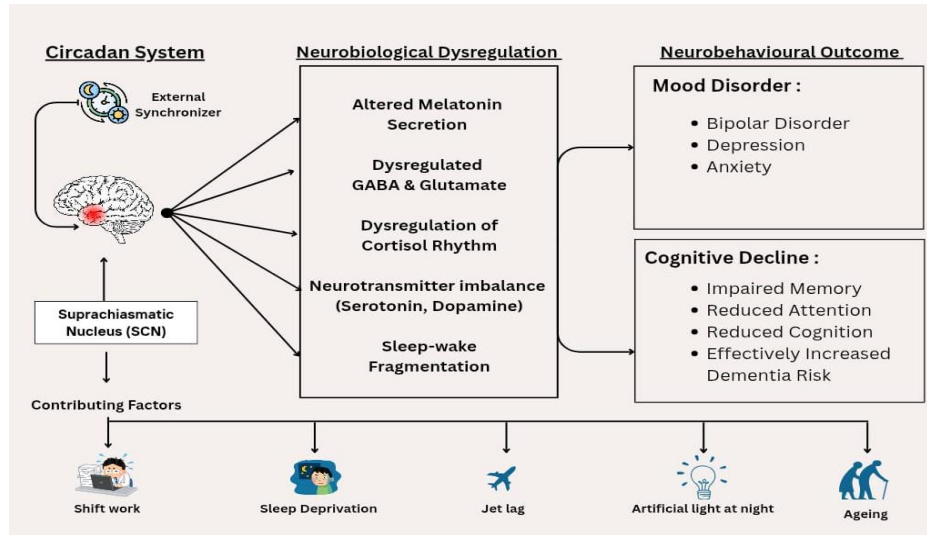 Circadan System
External
Synchronizer
Suprachiasmatic
Nucleus (SCN)
Contributing Factors
Neurobiological Dysregulation
Altered Melatonin
Secretion
Dysregulated
GABA & Glutamate
Dysregulation of
Cortisol Rhythm
Neurotransmitter imbalance
(Serotonin, Dopamine)
Sleep-wake
Fragmentation
Neurobehavioural Outcome
Mood Disorder :
• Bipolar Disorder
• Depression
• Anxiety
Cognitive Decline :
• Impaired Memory
• Reduced Attention
• Reduced Cognition
• Effectively Increased
Dementia Risk
Shift work
Sleep Deprivation
Jet lag
Artificial light at night
Ageing